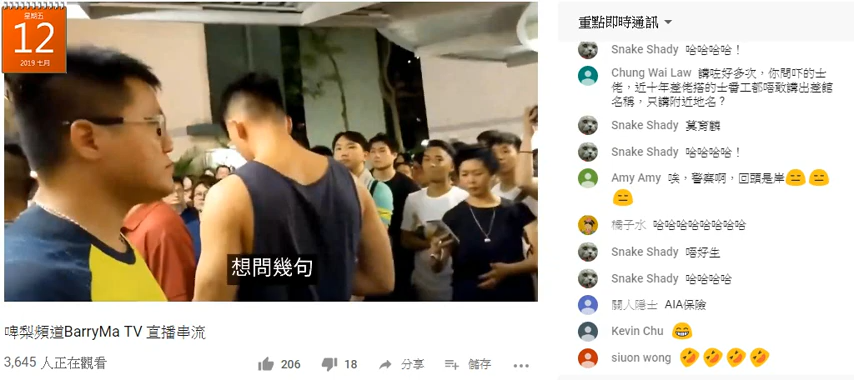 星期五
12
2019 七月
想問幾句
啤梨頻道BarryMa TV 直播串流
3,645 人正在觀看
206
18
分享
儲存
重點即時通訊
Snake Shady 哈哈哈哈！
Chung Wai Law 講咗好多次，你問吓的士
佬，近十年差佬搭的士番工都唔敢講出差館
名稱，只講附近地名？
Snake Shady 莫育麟
Snake Shady 哈哈哈哈！
Amy Amy 唉，警察啊，回頭是岸😑😑
😑
橘子水 哈哈哈哈哈哈哈哈
Snake Shady 唔好生
Snake Shady 哈哈哈哈
閒人隱士 AIA保險
Kevin Chu 😂
siuon wong 🤣🤣🤣🤣